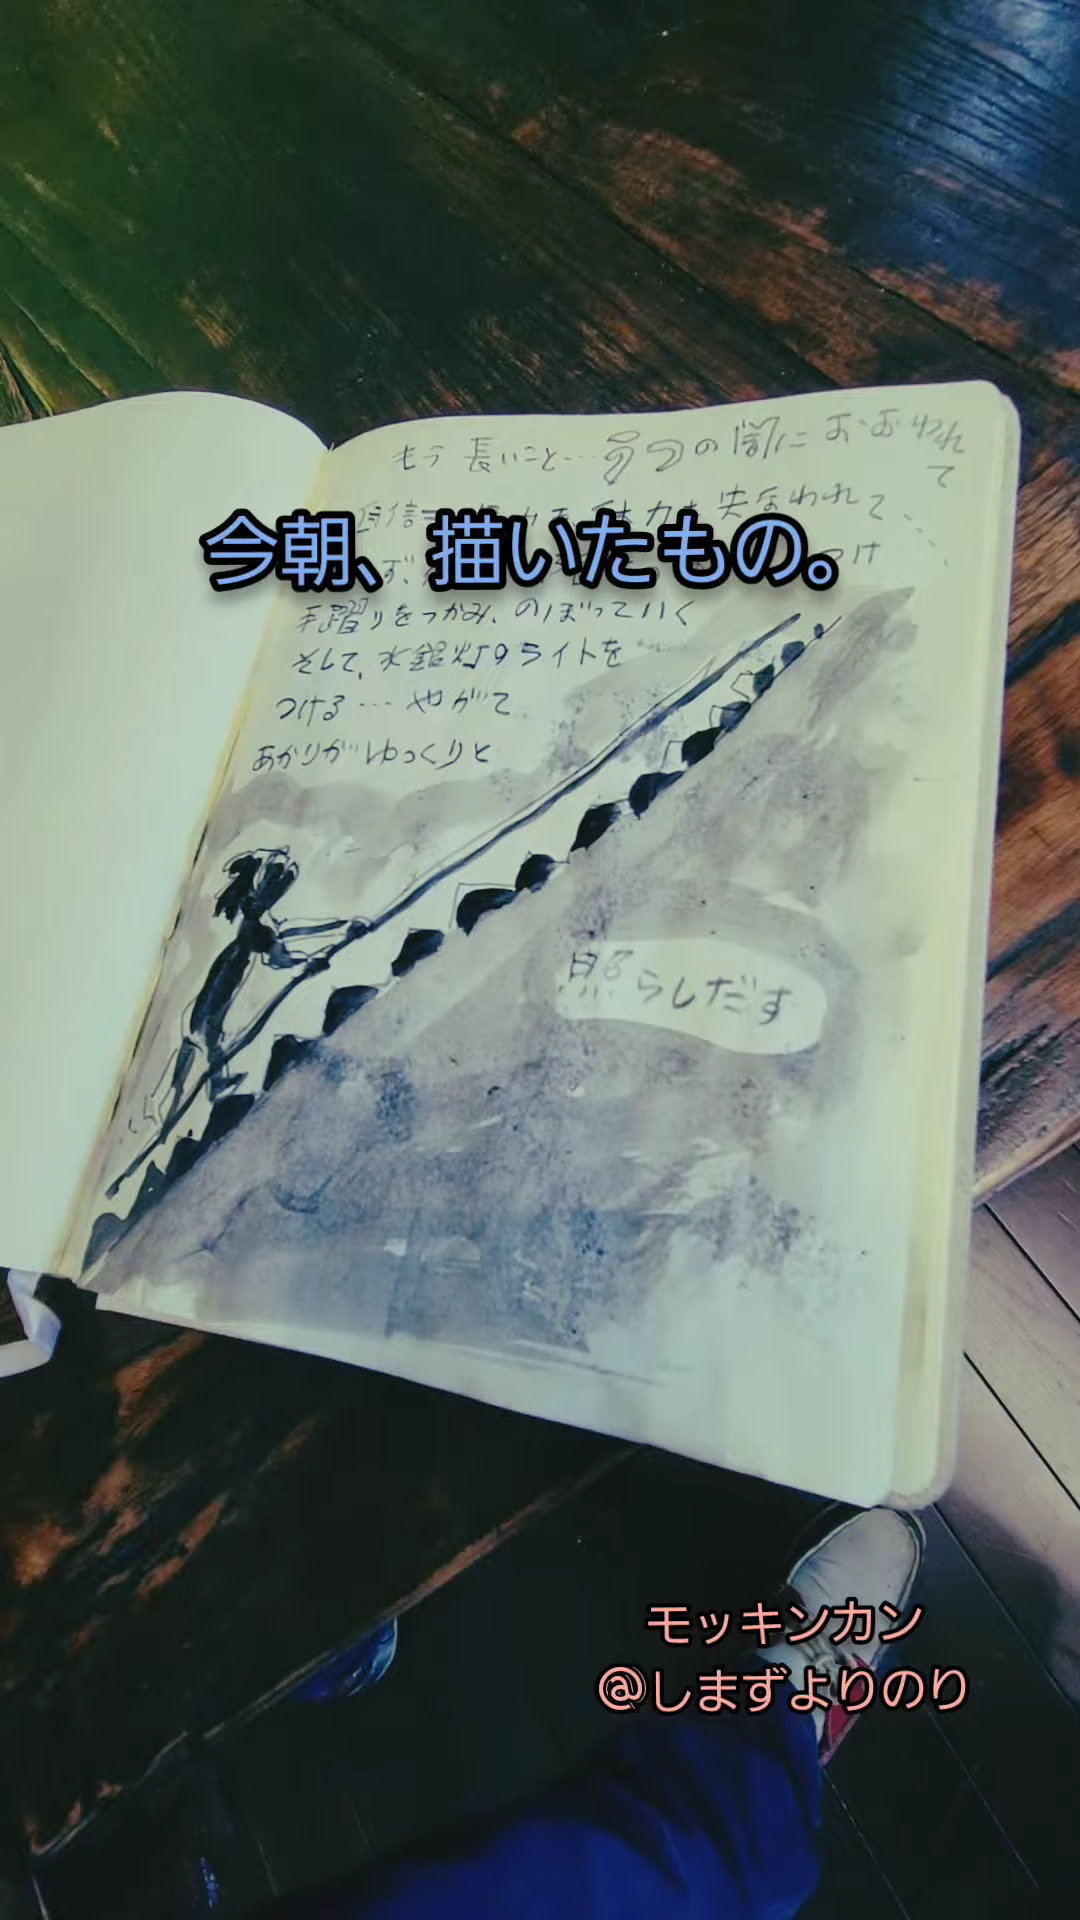 もう長いこと…の闇におおわれ
て
自信も 力も 失なわれて、、
今朝、描いたもの。
手躍りをつかみ、のぼっていく
そして、水銀灯のライトを
つける… やがて
あかりがゆっくりと
照らしだす
モッキンカン
@しまずよりのり